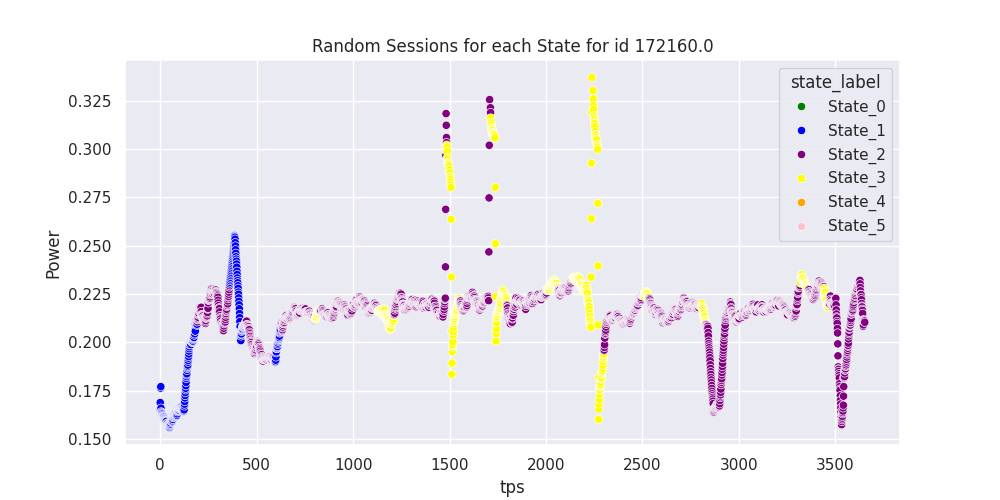 Random Sessions for each State for id 172160.0
Power
0.325
0.300
0.275
0.250
0.225
0.200
0.175
0.150
state_label
State_0
State_1
State_2
State_3
State_4
State_5
0 500 1000 1500 2000 2500 3000 3500
tps